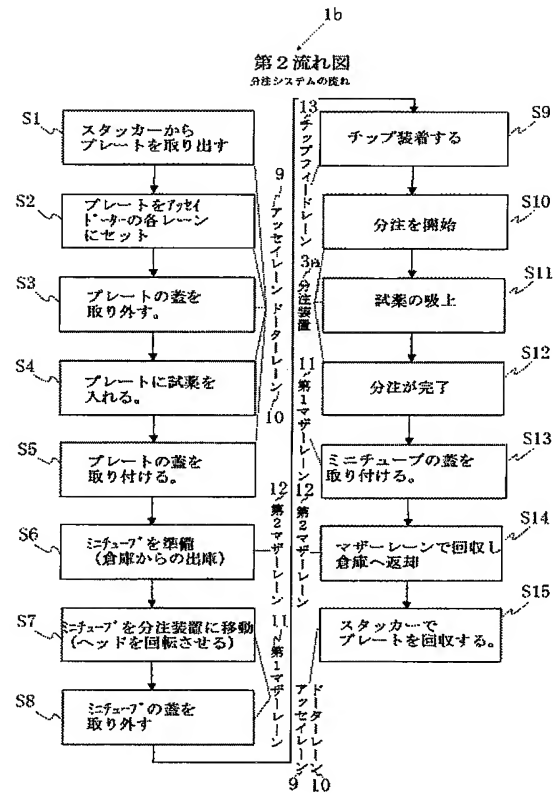 1b
第2流れ図
分注システムの流れ
S1
スタッカーから
プレートを取り出す
S2
プレートをアッセイ
ドーターの各レーン
にセット
S3
プレートの蓋を
取り外す。
S4
プレートに試薬を
入れる。
S5
プレートの蓋を
取り付ける。
S6
ミニチューブを準備
(倉庫からの出庫)
S7
ミニチューブを分注装置に移動
(ヘッドを回転させる)
S8
ミニチューブの蓋を
取り外す
9
アッセイレーン
ドーターレーン
10
12
第2マザーレーン
11
第1マザーレーン
13
チップフィードレーン
3a
分注装置
11
第1マザーレーン
12
第2マザーレーン
ドーターレーン
アッセイレーン
9
10
S9
チップ装着する
S10
分注を開始
S11
試薬の吸上
S12
分注が完了
S13
ミニチューブの蓋を
取り付ける。
S14
マザーレーンで回収し
倉庫へ返却
S15
スタッカーで
プレートを回収する。